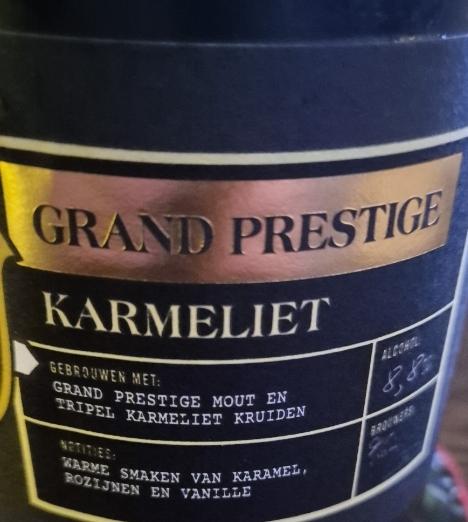 GRAND PRESTIGE
KARMELIET
GEBROUWEN MET:
GRAND PRESTIGE MOUT EN
TRIPEL KARMELIET KRUIDEN
ALCOHOL:
8,8%
BROUWERS:
NOTITIES:
WARME SMAKEN VAN KARAMEL,
ROZIJNEN EN VANILLE